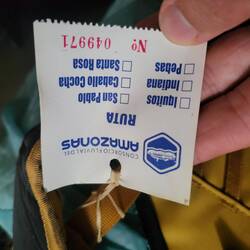 CONSORCIO FLUVIAL DEL
AMAZONAS
RUTA
Iquitos
San Pablo
Indiana
Caballo Cocha
Pebas
Santa Rosa
Nº 049971